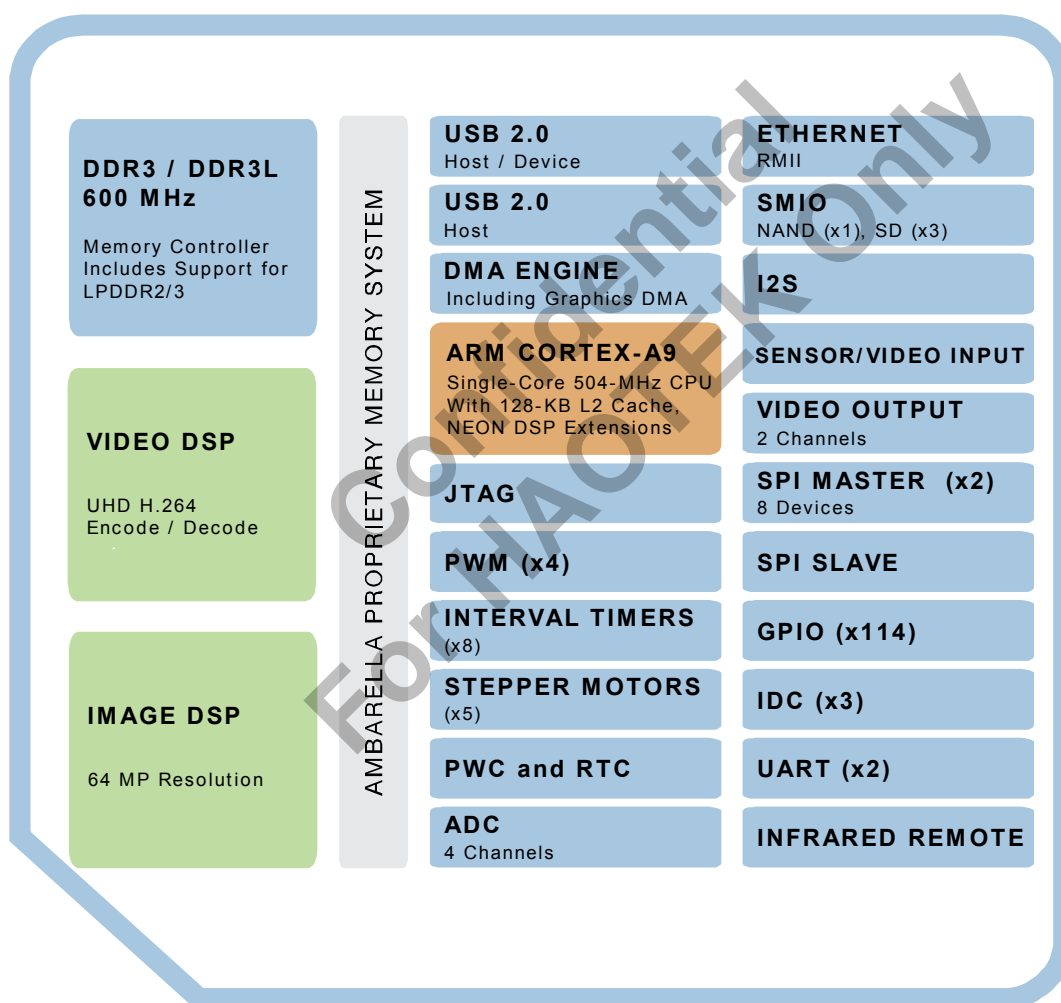 DDR3 / DDR3L
600 MHz
Memory Controller
Includes Support for
LPDDR2/3
VIDEO DSP
UHD H.264
Encode / Decode
IMAGE DSP
64 MP Resolution
AMBARELLA PROPRIETARY MEMORY SYSTEM
USB 2.0
Host / Device
USB 2.0
Host
DMA ENGINE
Including Graphics DMA
ARM CORTEX-A9
Single-Core 504-MHz CPU
With 128-KB L2 Cache,
NEON DSP Extensions
JTAG
PWM (x4)
INTERVAL TIMERS
(x8)
STEPPER MOTORS
(x5)
PWC and RTC
ADC
4 Channels
ETHERNET
RMII
SMIO
NAND (x1), SD (x3)
I2S
SENSOR/VIDEO INPUT
VIDEO OUTPUT
2 Channels
SPI MASTER (x2)
8 Devices
SPI SLAVE
GPIO (x114)
IDC (x3)
UART (x2)
INFRARED REMOTE
Confidential
For HAOTEK Only